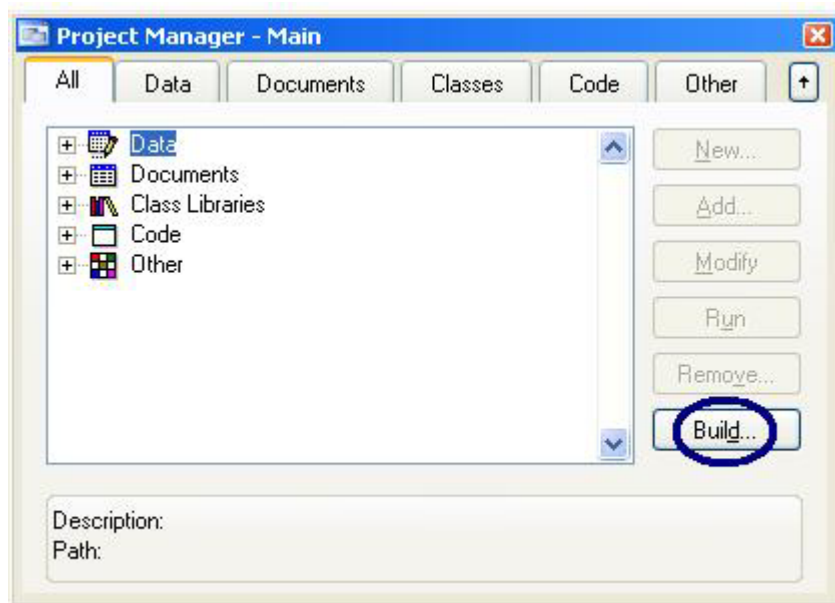 Project Manager - Main
All Data Documents Classes Code Other
Data
Documents
Class Libraries
Code
Other
New...
Add...
Modify
Run
Remove...
Build...
Description:
Path: